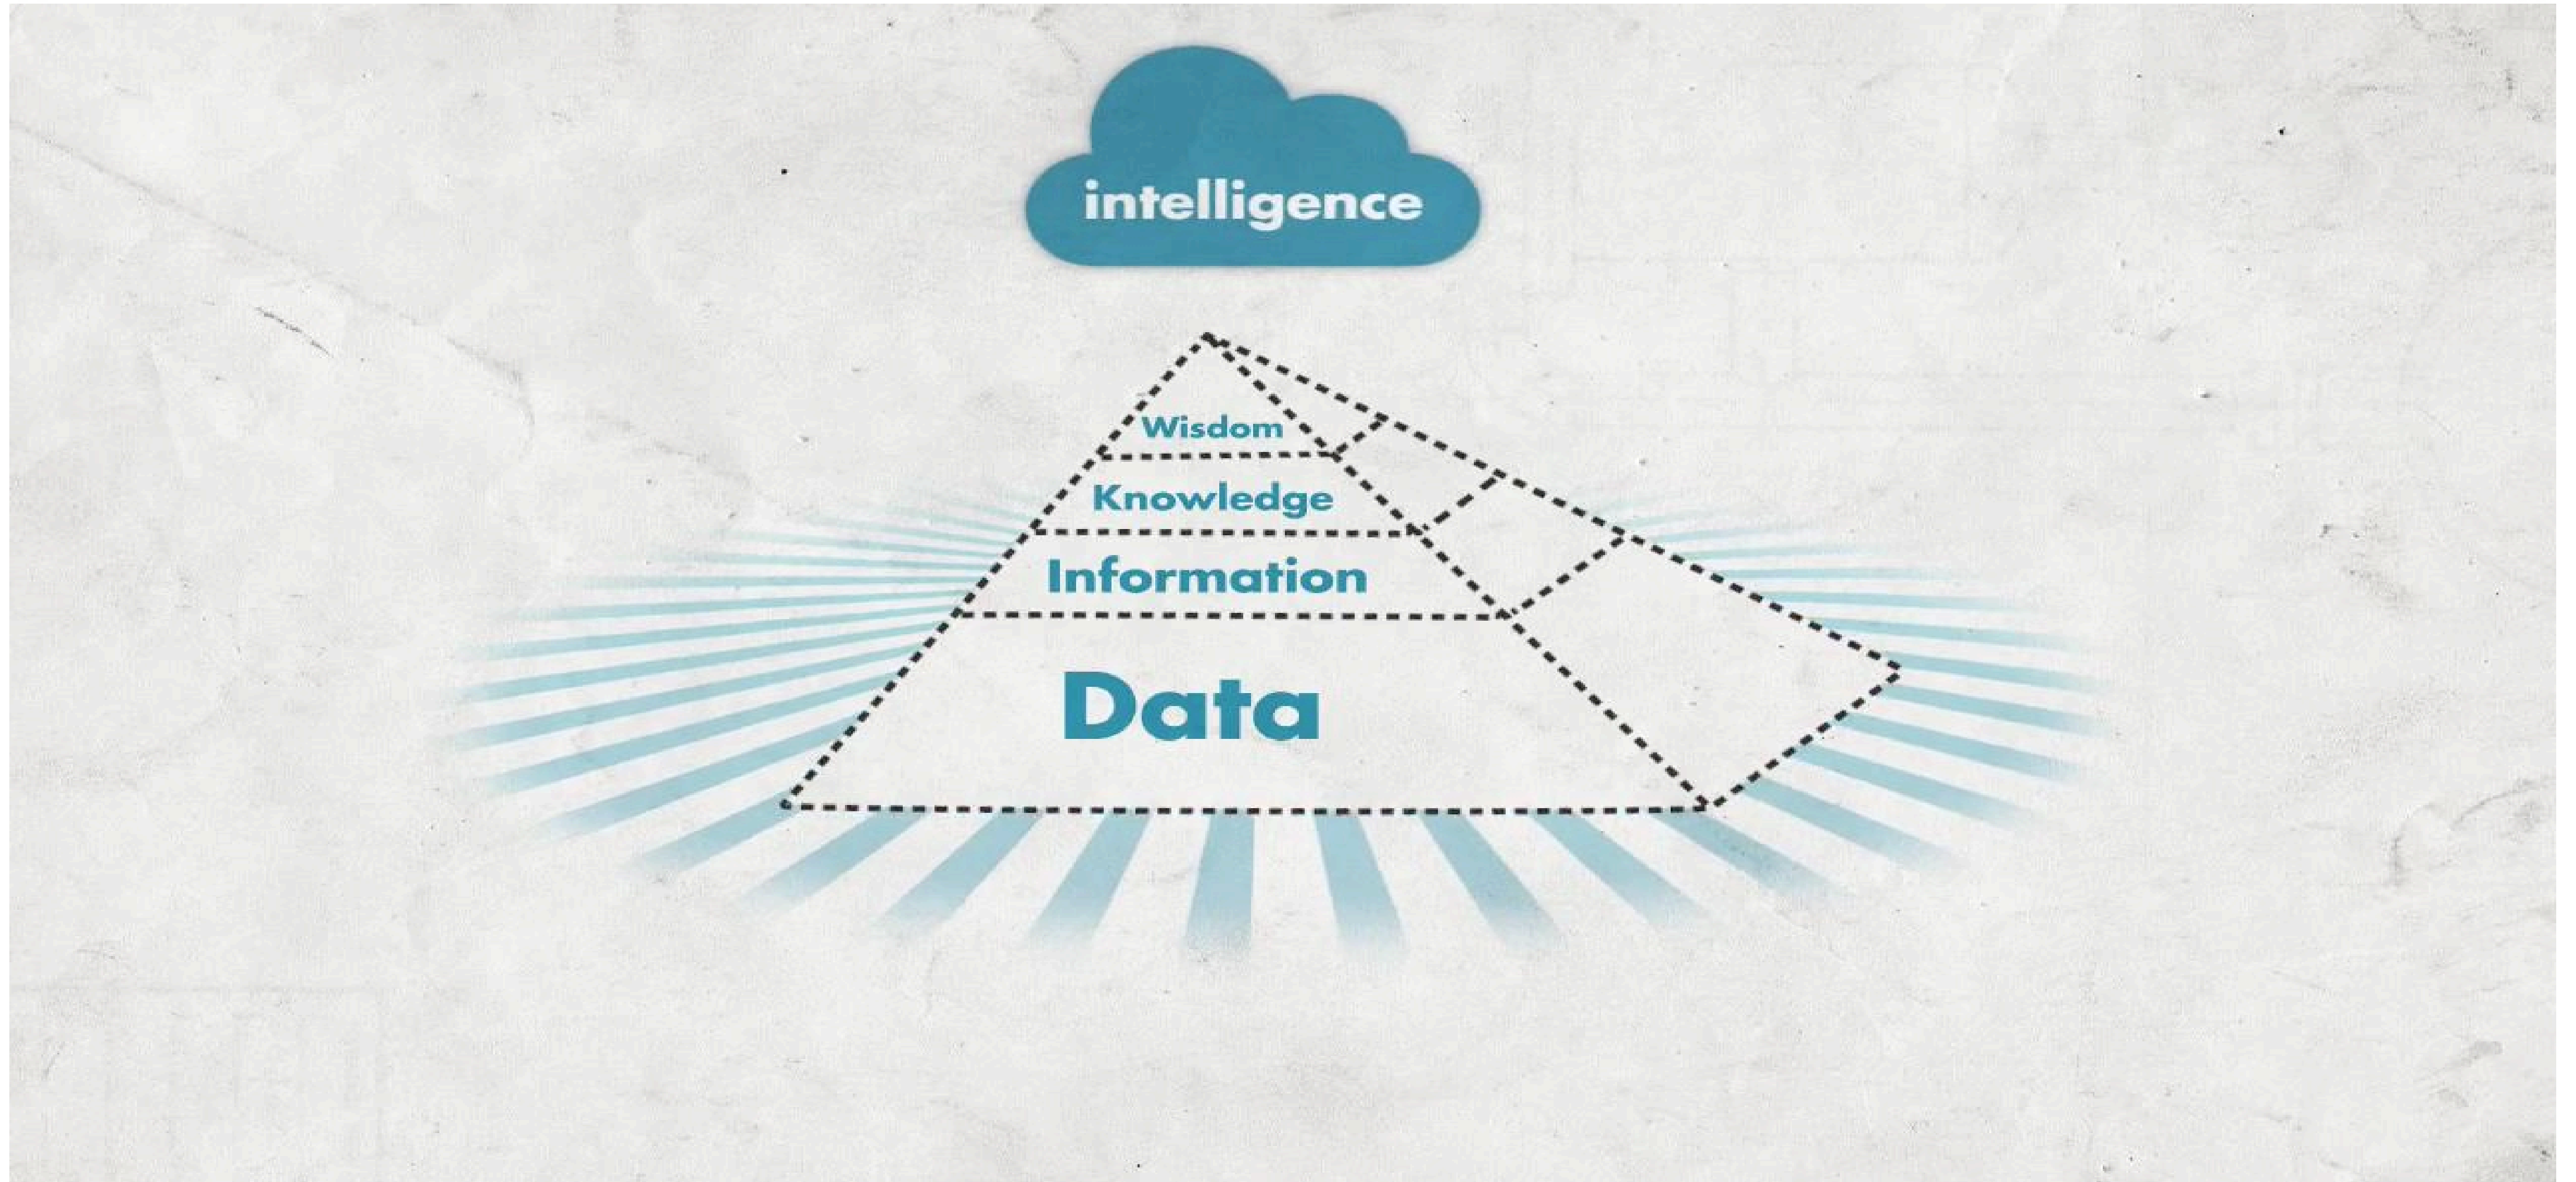 intelligence
Wisdom
Knowledge
Information
Data